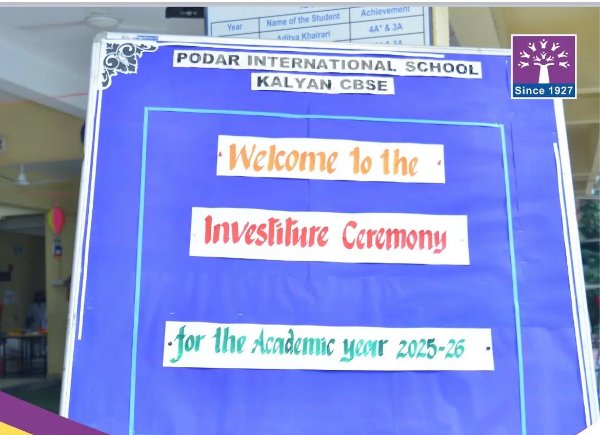 Year Name of the Student Achievement
Aditya Khairari 4A* & 3A
PODAR INTERNATIONAL SCHOOL
KALYAN CBSE
Since 1927
Welcome to the
Investiture Ceremony
for the Academic year 2025-26